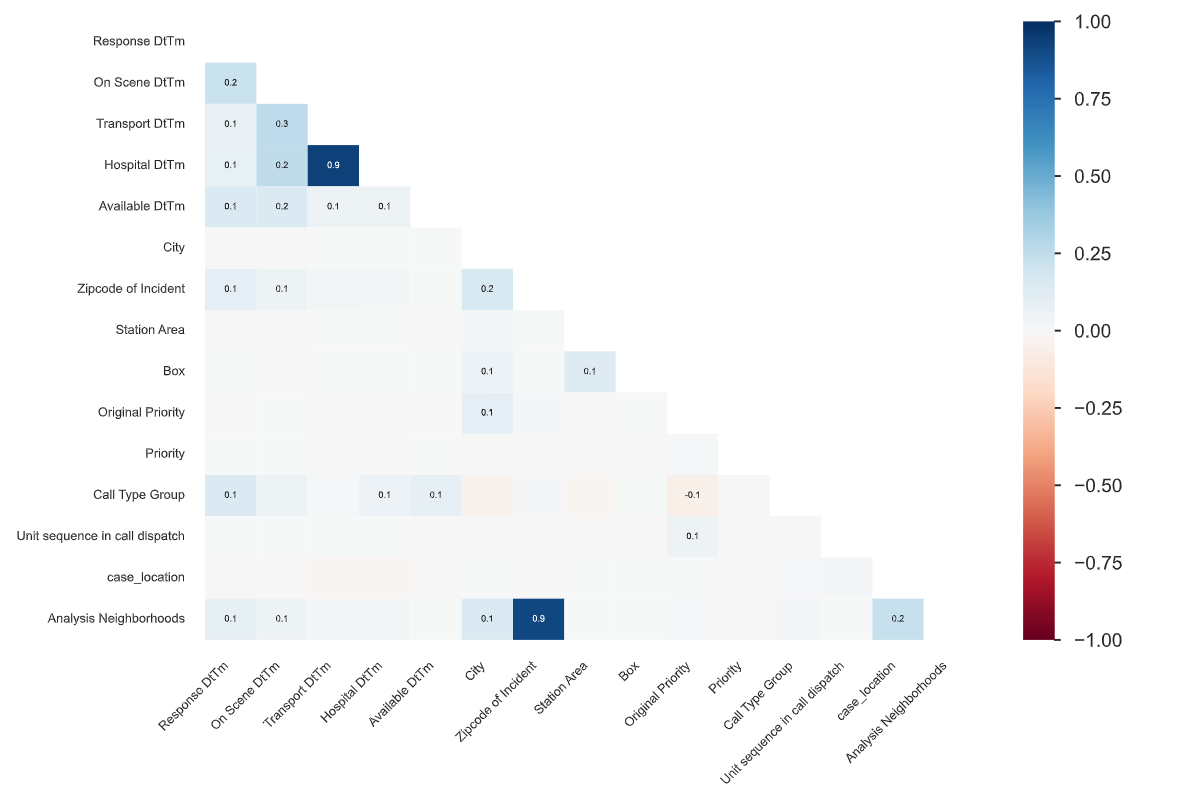 Response DtTm
On Scene DtTm
0.2
Transport DtTm
0.1
0.3
Hospital DtTm
0.1
0.2
0.9
Available DtTm
0.1
0.2
0.1
0.1
City
Zipcode of Incident
0.1
0.1
0.2
Station Area
Box
0.1
0.1
Original Priority
0.1
Priority
Call Type Group
0.1
0.1
0.1
-0.1
Unit sequence in call dispatch
0.1
case_location
Analysis Neighborhoods
0.1
0.1
0.1
0.9
0.2
Responso DtTm
On Scene DtTm
Transport DtTm
Hospital DtTm
Available DtTm
City
Zipcode of Incident
Station Area
Box
Original Priority
Priority
Call Type Group
Unit sequence in call dispatch
case_location
Analysis Neighborhoods
1.00
0.75
0.50
0.25
0.00
−0.25
−0.50
−0.75
−1.00